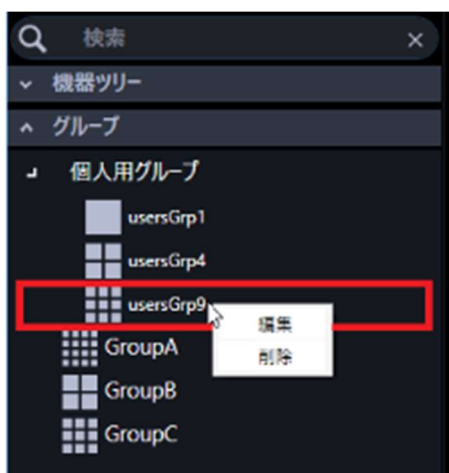 検索
機器ツリー
グループ
個人用グループ
usersGrp1
usersGrp4
usersGrp9
編集
削除
GroupA
GroupB
GroupC